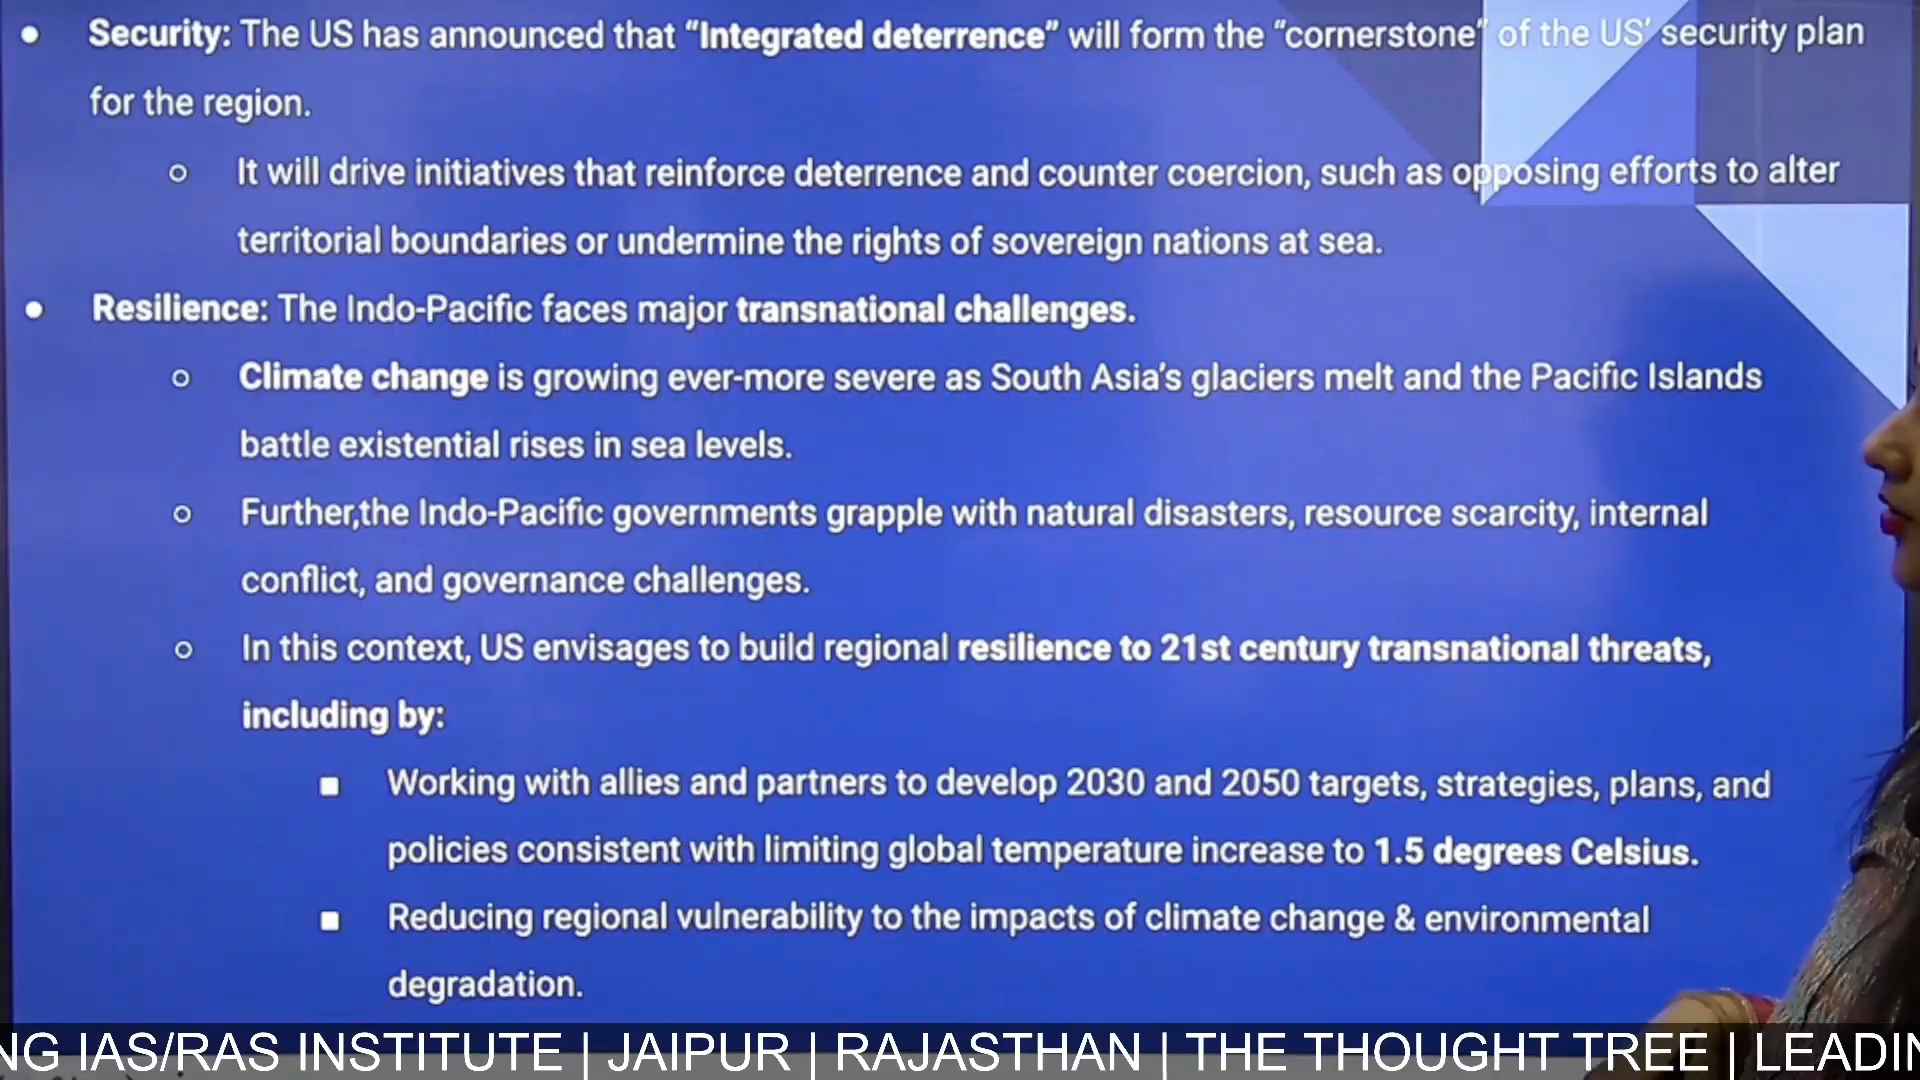 ● Security: The US has announced that “Integrated deterrence” will form the “cornerstone” of the US’ security plan
for the region.
○ It will drive initiatives that reinforce deterrence and counter coercion, such as opposing efforts to alter
territorial boundaries or undermine the rights of sovereign nations at sea.
● Resilience: The Indo-Pacific faces major transnational challenges.
○ Climate change is growing ever-more severe as South Asia’s glaciers melt and the Pacific Islands
battle existential rises in sea levels.
○ Further,the Indo-Pacific governments grapple with natural disasters, resource scarcity, internal
conflict, and governance challenges.
○ In this context, US envisages to build regional resilience to 21st century transnational threats,
including by:
■ Working with allies and partners to develop 2030 and 2050 targets, strategies, plans, and
policies consistent with limiting global temperature increase to 1.5 degrees Celsius.
■ Reducing regional vulnerability to the impacts of climate change & environmental
degradation.
NG IAS/RAS INSTITUTE | JAIPUR | RAJASTHAN | THE THOUGHT TREE | LEADIN